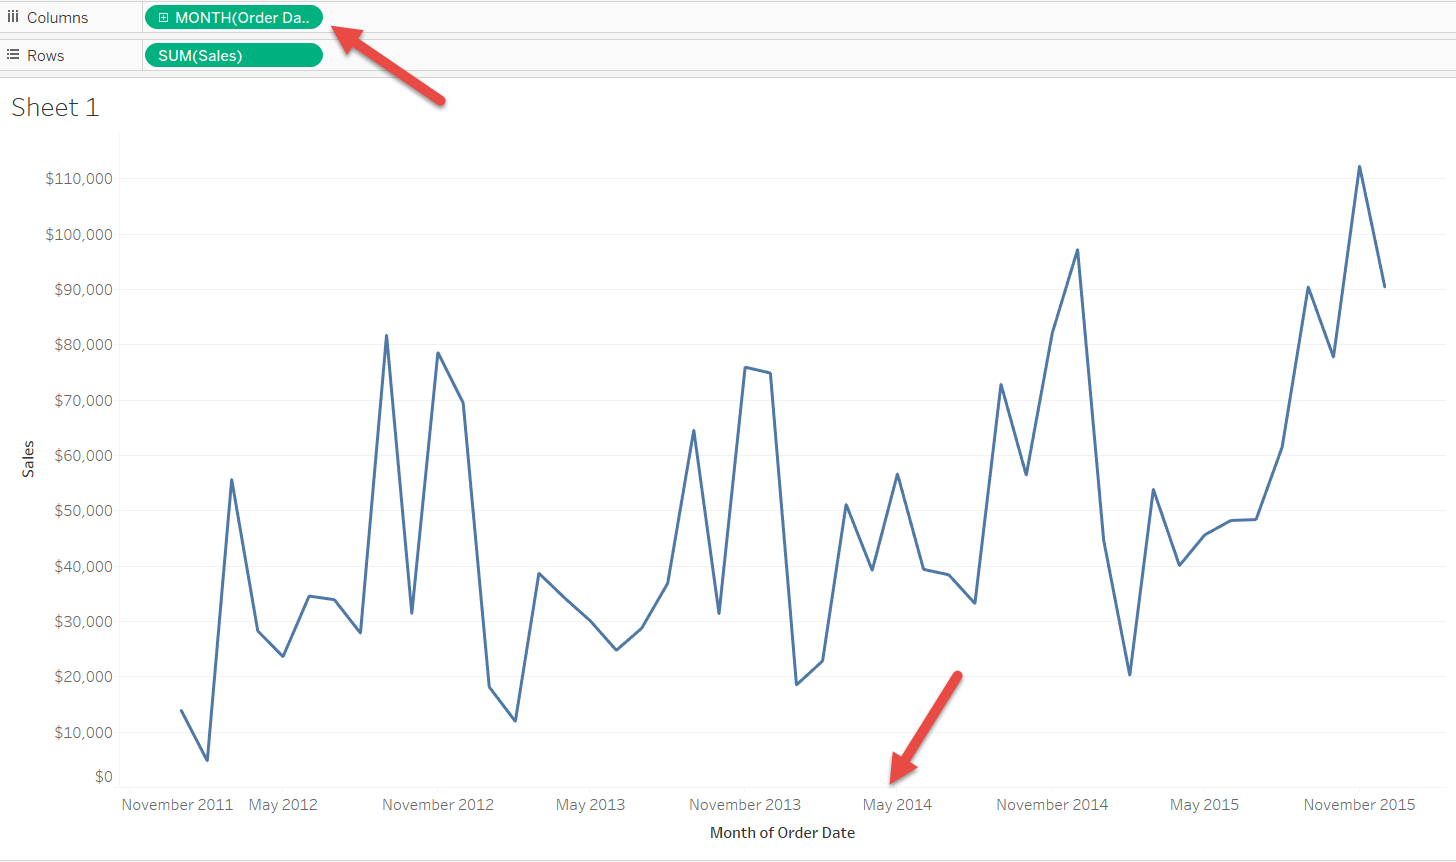 Columns MONTH(Order Da..
Rows SUM(Sales)
Sheet 1
$110,000
$100,000
$90,000
$80,000
$70,000
$60,000
$50,000
$40,000
$30,000
$20,000
$10,000
$0
Sales
November 2011 May 2012 November 2012 May 2013 November 2013 May 2014 November 2014 May 2015 November 2015
Month of Order Date